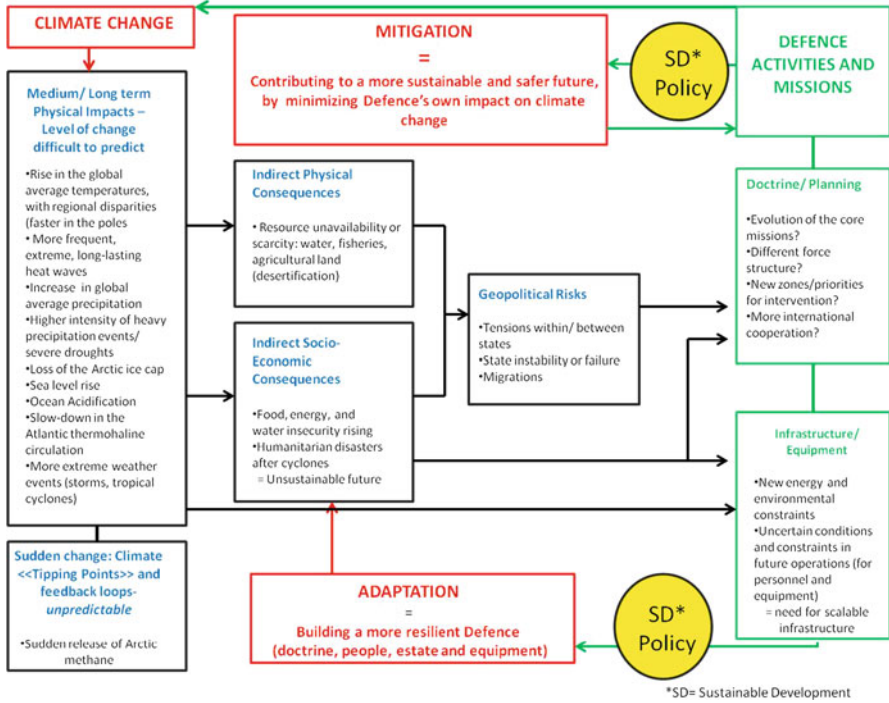 CLIMATE CHANGE
Medium/ Long term
Physical Impacts –
Level of change
difficult to predict
•Rise in the global
average temperatures,
with regional disparities
(faster in the poles
• More frequent,
extreme, long-lasting
heat waves
•Increase in global
average precipitation
•Higher intensity of heavy
precipitation events/
severe droughts
•Loss of the Arctic ice cap
•Sea level rise
•Ocean Acidification
•Slow-down in the
Atlantic thermohaline
circulation
•More extreme weather
events (storms, tropical
cyclones)
Sudden change: Climate
<<Tipping Points>> and
feedback loops-
unpredictable
•Sudden release of Arctic
methane
MITIGATION
=
Contributing to a more sustainable and safer future,
by minimizing Defence's own impact on climate
change
SD*
Policy
DEFENCE
ACTIVITIES AND
MISSIONS
Indirect Physical
Consequences
• Resource unavailability or
scarcity: water, fisheries,
agricultural land
(desertification)
Indirect Socio-
Economic
Consequences
•Food, energy, and
water insecurity rising
•Humanitarian disasters
after cyclones
= Unsustainable future
Geopolitical Risks
•Tensions within/ between
states
•State instability or failure
•Migrations
Doctrine/ Planning
•Evolution of the core
missions?
•Different force
structure?
•New zones/priorities
for intervention?
•More international
cooperation?
Infrastructure/
Equipment
•New energy and
environmental
constraints
•Uncertain conditions
and constraints in
future operations (for
personnel and
equipment)
= need for scalable
infrastructure
ADAPTATION
=
Building a more resilient Defence
(doctrine, people, estate and equipment)
SD*
Policy
*SD= Sustainable Development